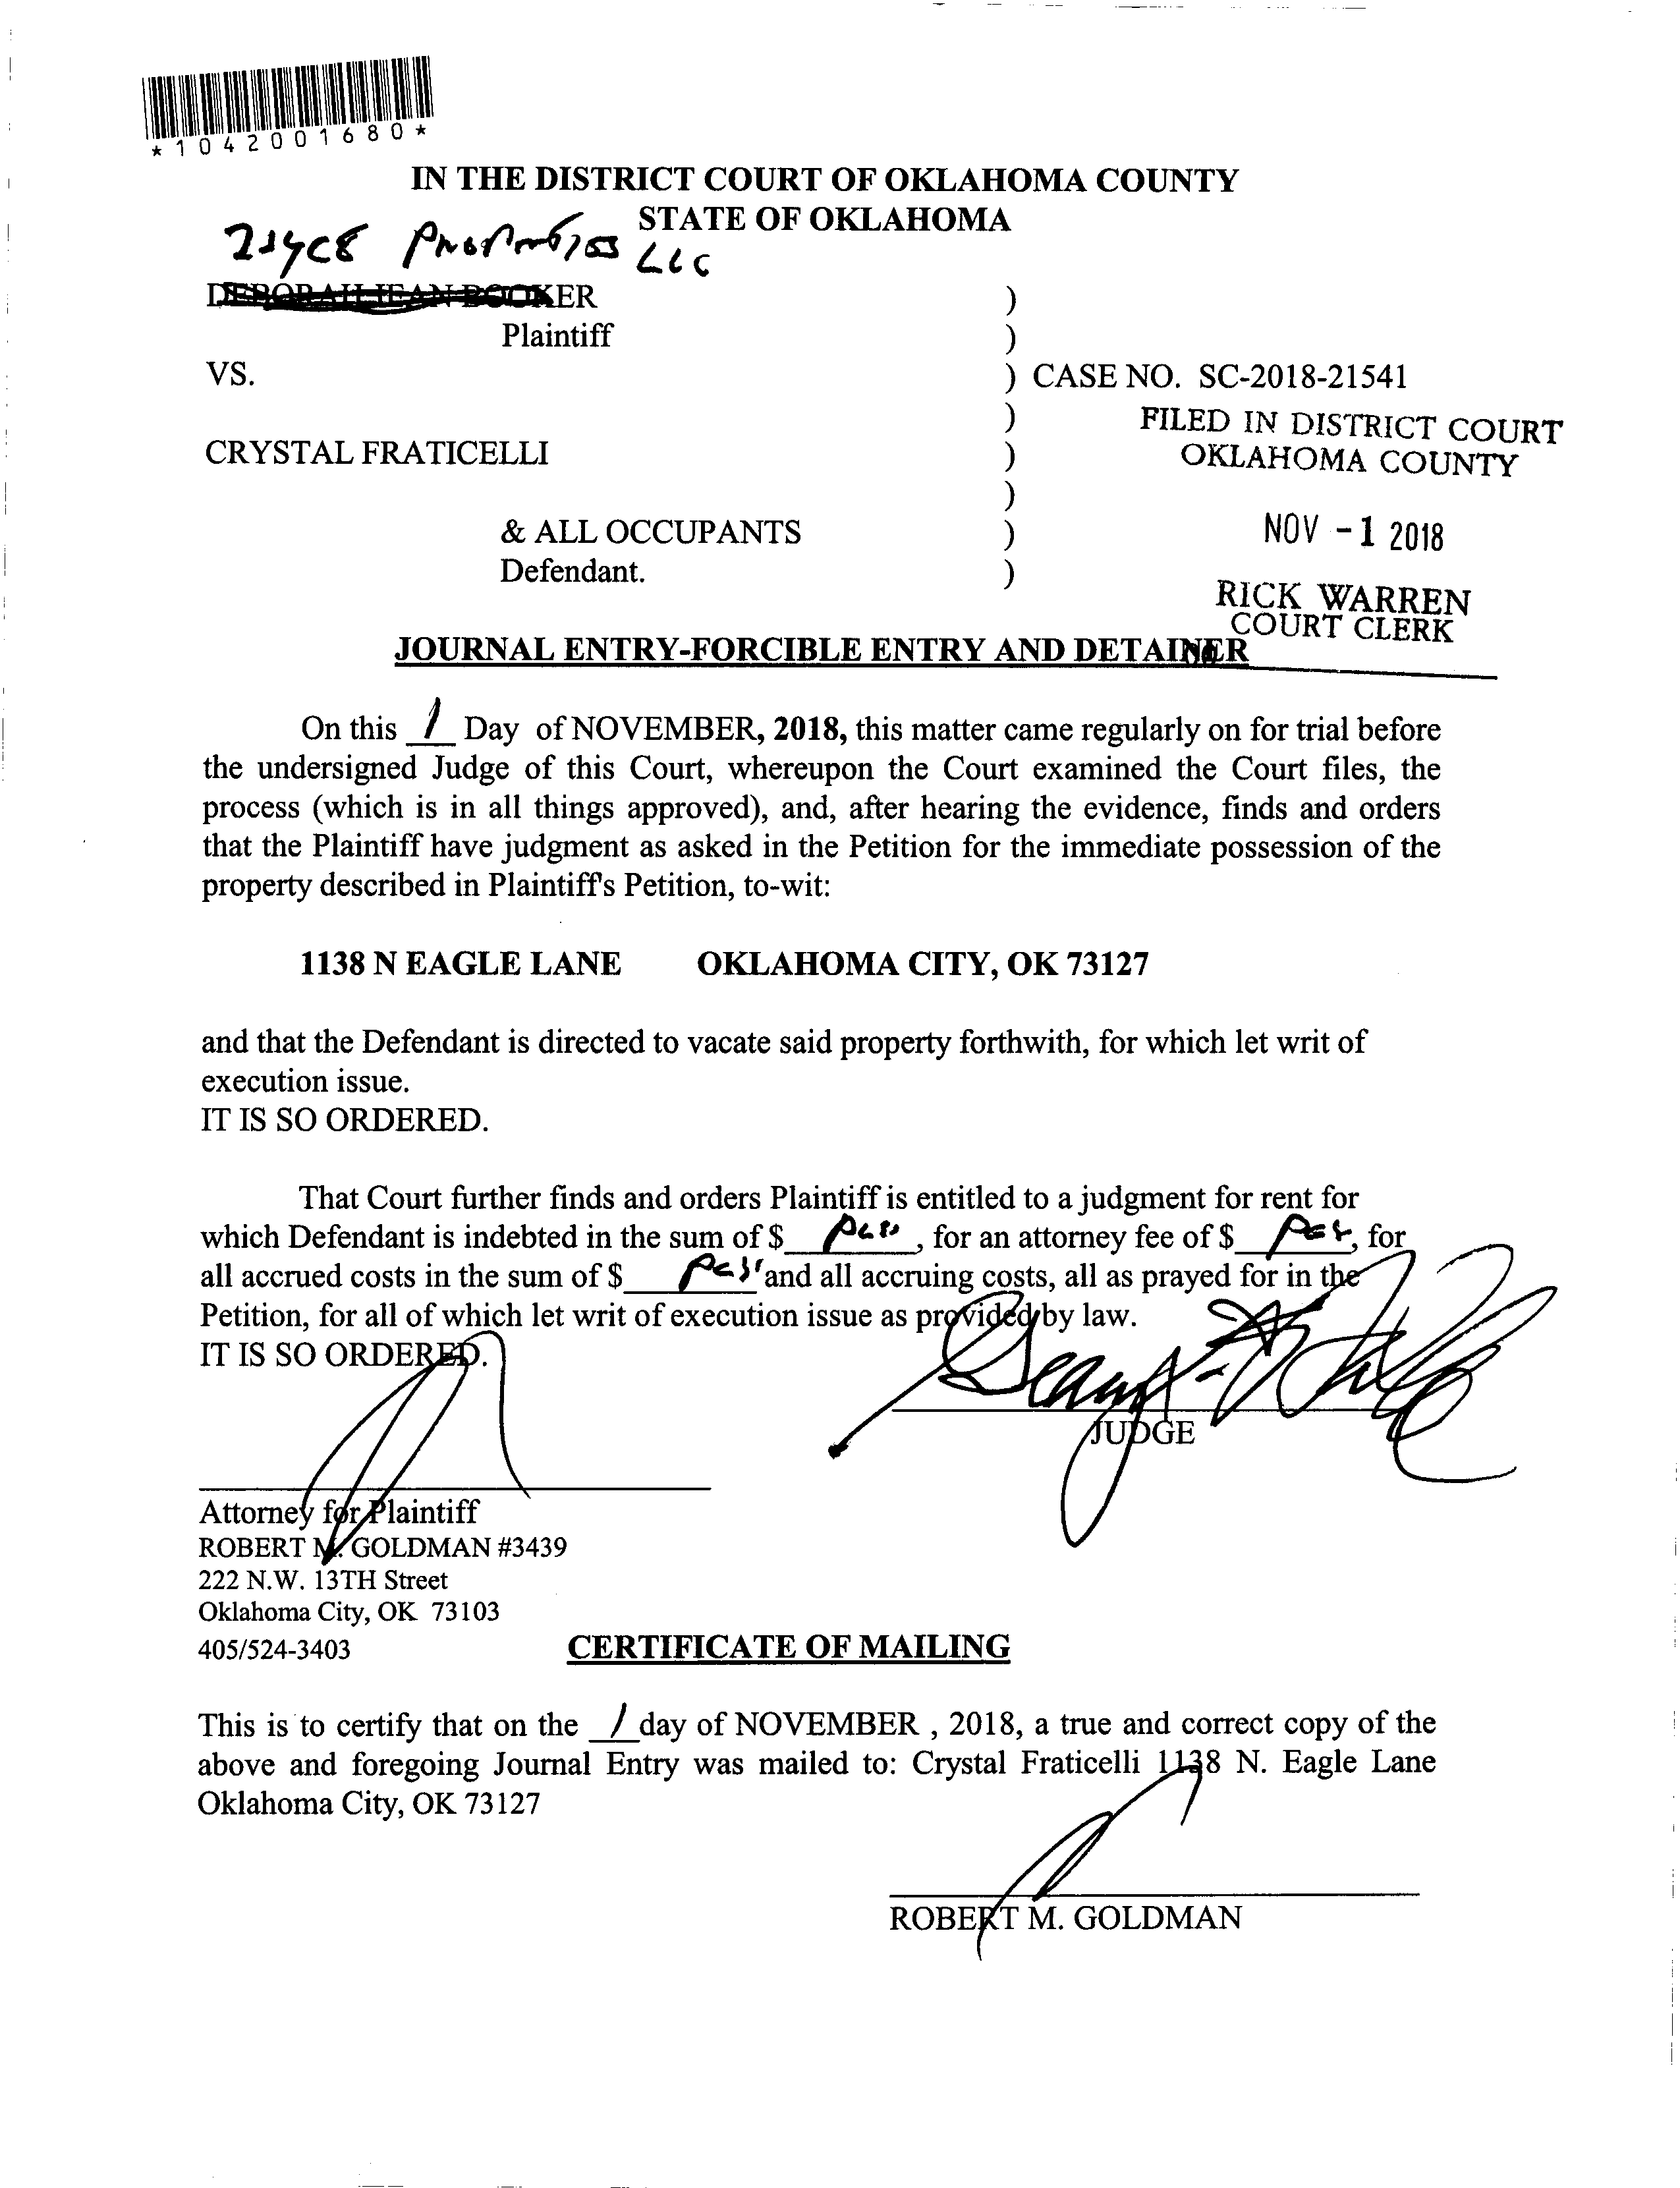 *1042001680*
IN THE DISTRICT COURT OF OKLAHOMA COUNTY
STATE OF OKLAHOMA
LLC
DEBORAH JEAN BOOKER
Plaintiff
VS.
) CASE NO. SC-2018-21541
FILED IN DISTRICT COURT
OKLAHOMA COUNTY
CRYSTAL FRATICELLI
& ALL OCCUPANTS
Defendant.
NOV -1 2018
RICK WARREN
COURT CLERK
JOURNAL ENTRY-FORCIBLE ENTRY AND DETAINER
On this 1 Day of NOVEMBER, 2018, this matter came regularly on for trial before
the undersigned Judge of this Court, whereupon the Court examined the Court files, the
process (which is in all things approved), and, after hearing the evidence, finds and orders
that the Plaintiff have judgment as asked in the Petition for the immediate possession of the
property described in Plaintiff's Petition, to-wit:
1138 N EAGLE LANE OKLAHOMA CITY, OK 73127
and that the Defendant is directed to vacate said property forthwith, for which let writ of
execution issue.
IT IS SO ORDERED.
That Court further finds and orders Plaintiff is entitled to a judgment for rent for
which Defendant is indebted in the sum of $ , for an attorney fee of $ , for
all accrued costs in the sum of $ and all accruing costs, all as prayed for in the
Petition, for all of which let writ of execution issue as provided by law.
IT IS SO ORDERED.
JUDGE
Attorney for Plaintiff
ROBERT M. GOLDMAN #3439
222 N.W. 13TH Street
Oklahoma City, OK 73103
405/524-3403
CERTIFICATE OF MAILING
This is to certify that on the 1 day of NOVEMBER , 2018, a true and correct copy of the
above and foregoing Journal Entry was mailed to: Crystal Fraticelli 1138 N. Eagle Lane
Oklahoma City, OK 73127
ROBERT M. GOLDMAN